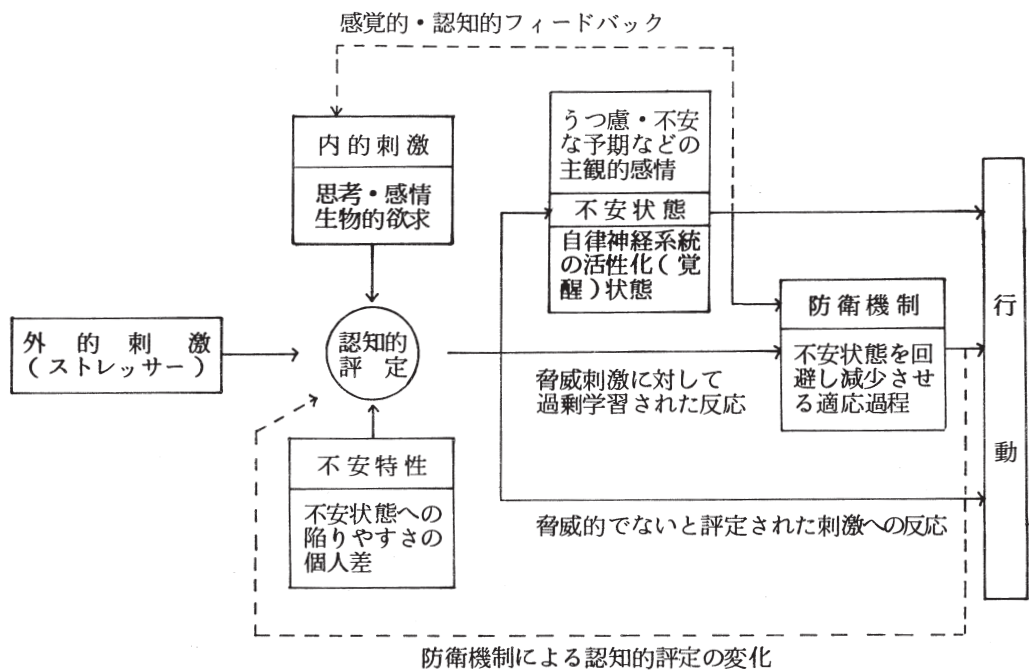 感覚的・認知的フィードバック
内的刺激
思考・感情
生物的欲求
うつ慮・不安
な予期などの
主観的感情
不安状態
自律神経系統
の活性化(覚
醒)状態
外的刺激
(ストレッサー)
認知的
評定
防衛機制
不安状態を回
避し減少させ
る適応過程
脅威刺激に対して
過剰学習された反応
不安特性
不安状態への
陥りやすさの
個人差
脅威的でないと評定された刺激への反応
行動
防衛機制による認知的評定の変化